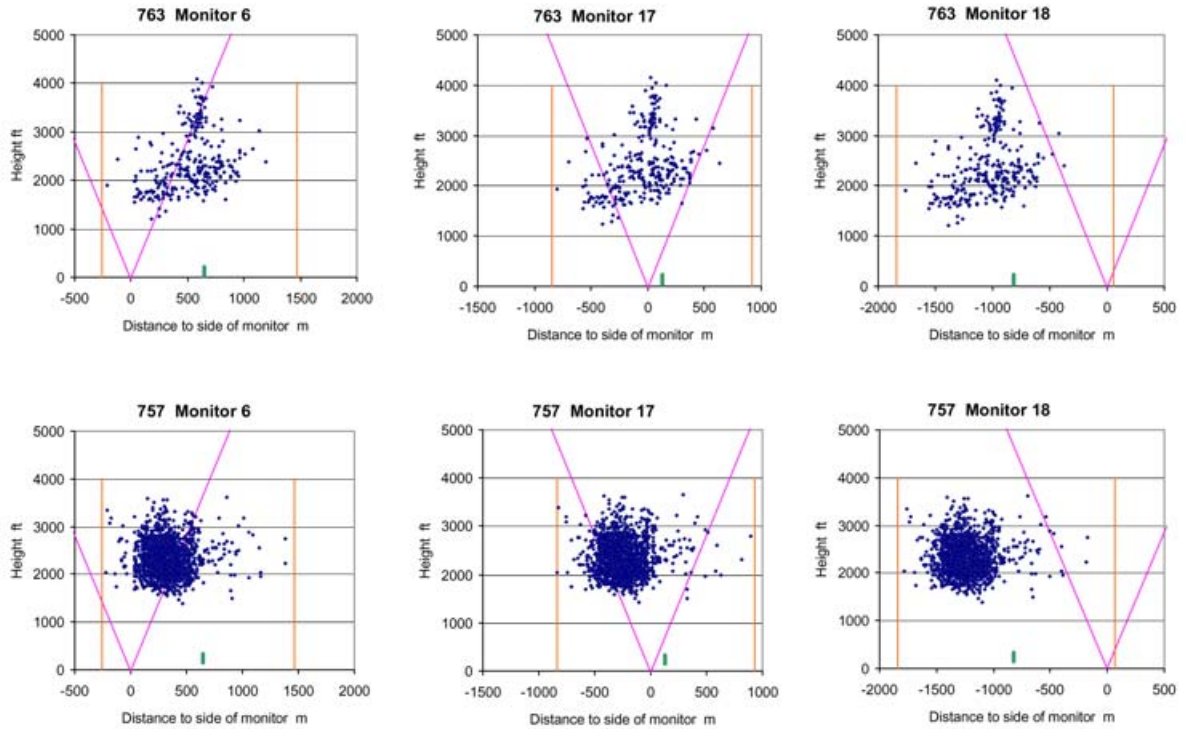 763 Monitor 6
763 Monitor 17
763 Monitor 18
5000
4000
3000
2000
1000
0
Height ft
-500 0 500 1000 1500 2000
Distance to side of monitor m
5000
4000
3000
2000
1000
0
Height ft
-1500 -1000 -500 0 500 1000
Distance to side of monitor m
5000
4000
3000
2000
1000
0
Height ft
-2000 -1500 -1000 -500 0 500
Distance to side of monitor m
757 Monitor 6
757 Monitor 17
757 Monitor 18
5000
4000
3000
2000
1000
0
Height ft
-500 0 500 1000 1500 2000
Distance to side of monitor m
5000
4000
3000
2000
1000
0
Height ft
-1500 -1000 -500 0 500 1000
Distance to side of monitor m
5000
4000
3000
2000
1000
0
Height ft
-2000 -1500 -1000 -500 0 500
Distance to side of monitor m